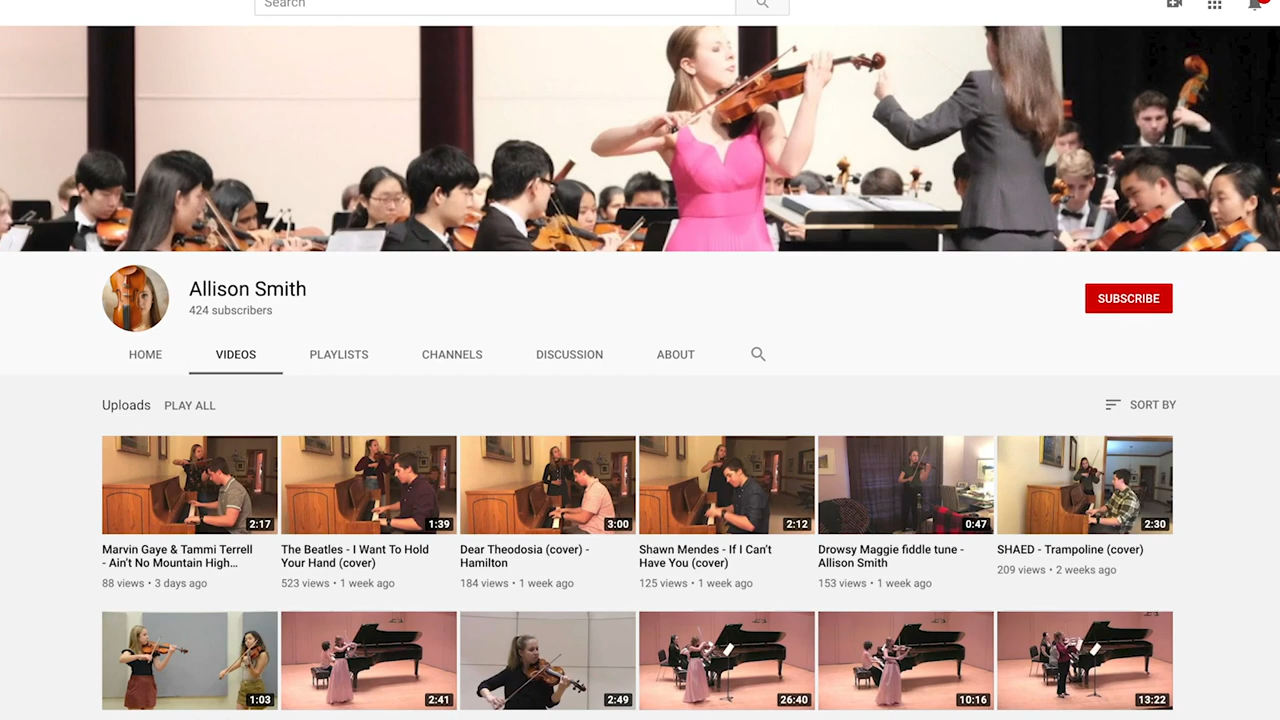 Search
Allison Smith
424 subscribers
SUBSCRIBE
HOME VIDEOS PLAYLISTS CHANNELS DISCUSSION ABOUT
Uploads PLAY ALL SORT BY
2:17 1:39 3:00 2:12 0:47 2:30
Marvin Gaye & Tammi Terrell
- Ain't No Mountain High...
88 views • 3 days ago
The Beatles - I Want To Hold
Your Hand (cover)
523 views • 1 week ago
Dear Theodosia (cover) -
Hamilton
184 views • 1 week ago
Shawn Mendes - If I Can't
Have You (cover)
125 views • 1 week ago
Drowsy Maggie fiddle tune -
Allison Smith
153 views • 1 week ago
SHAED - Trampoline (cover)
209 views • 2 weeks ago
1:03 2:41 2:49 26:40 10:16 13:22